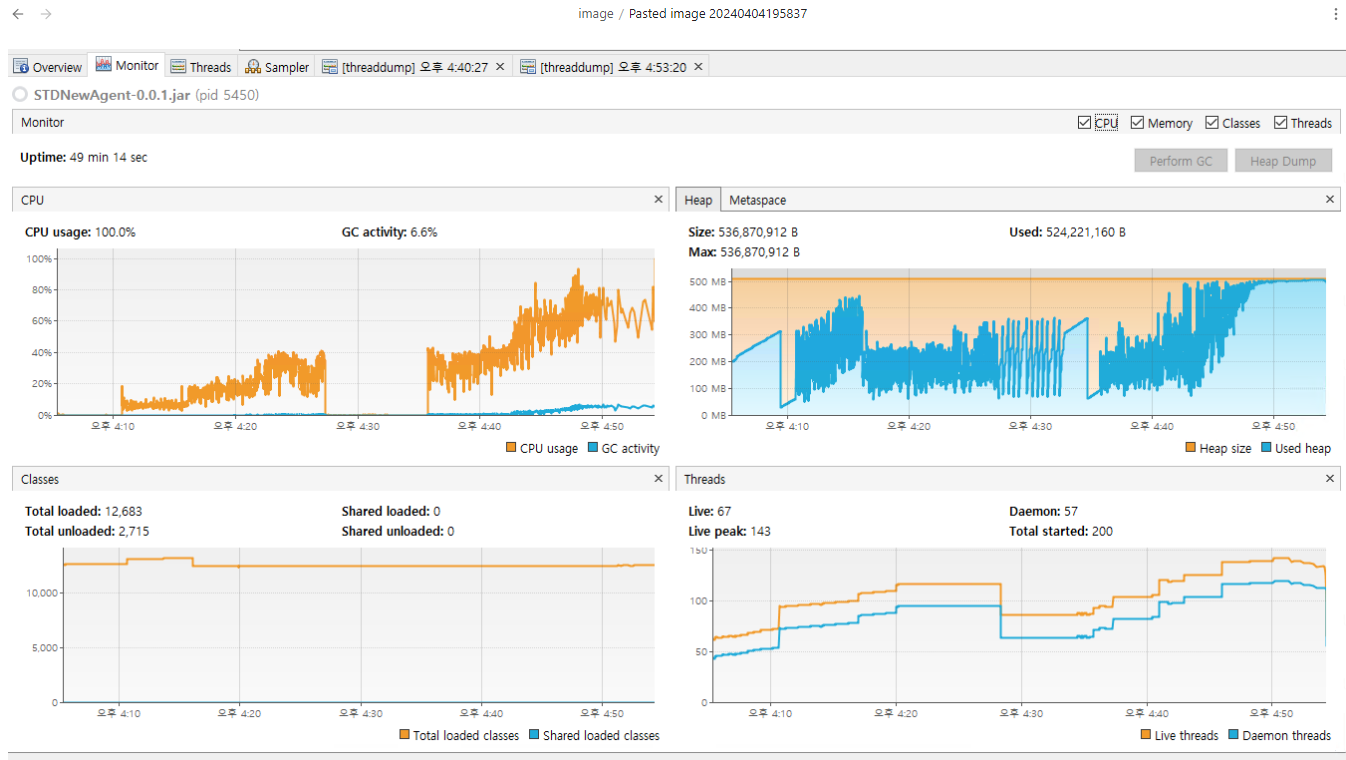 image / Pasted image 20240404195837
Overview Monitor Threads Sampler [threaddump] 오후 4:40:27 × [threaddump] 오후 4:53:20 ×
STDNewAgent-0.0.1.jar (pid 5450)
Monitor CPU Memory Classes Threads
Uptime: 49 min 14 sec
Perform GC Heap Dump
CPU ×
CPU usage: 100.0% GC activity: 6.6%
100%
80%
60%
40%
20%
0%
오후 4:10 오후 4:20 오후 4:30 오후 4:40 오후 4:50
CPU usage GC activity
Heap Metaspace ×
Size: 536,870,912 B Used: 524,221,160 B
Max: 536,870,912 B
500 MB
400 MB
300 MB
200 MB
100 MB
0 MB
오후 4:10 오후 4:20 오후 4:30 오후 4:40 오후 4:50
Heap size Used heap
Classes ×
Total loaded: 12,683 Shared loaded: 0
Total unloaded: 2,715 Shared unloaded: 0
10,000
5,000
0
오후 4:10 오후 4:20 오후 4:30 오후 4:40 오후 4:50
Total loaded classes Shared loaded classes
Threads ×
Live: 67 Daemon: 57
Live peak: 143 Total started: 200
150
100
50
0
오후 4:10 오후 4:20 오후 4:30 오후 4:40 오후 4:50
Live threads Daemon threads